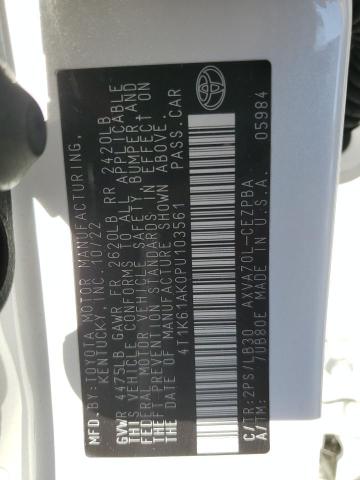 MFD. BY:TOYOTA MOTOR MANUFACTURING,
KENTUCKY, INC. 10/22
GVWR 4475LB GAWR FR 2620LB RR 2420LB
THIS VEHICLE CONFORMS TO ALL APPLICABLE
FEDERAL MOTOR VEHICLE SAFETY, BUMPER, AND
THEFT PREVENTION STANDARDS IN EFFECT ON
THE DATE OF MANUFACTURE SHOWN ABOVE.
4T1K61AK0PU103561 PASS.CAR
C/TR:2PS/LB30 AXVA70L-CEZPBA
A/TM: /UB80E U.S.A. 05984
TOYOTA